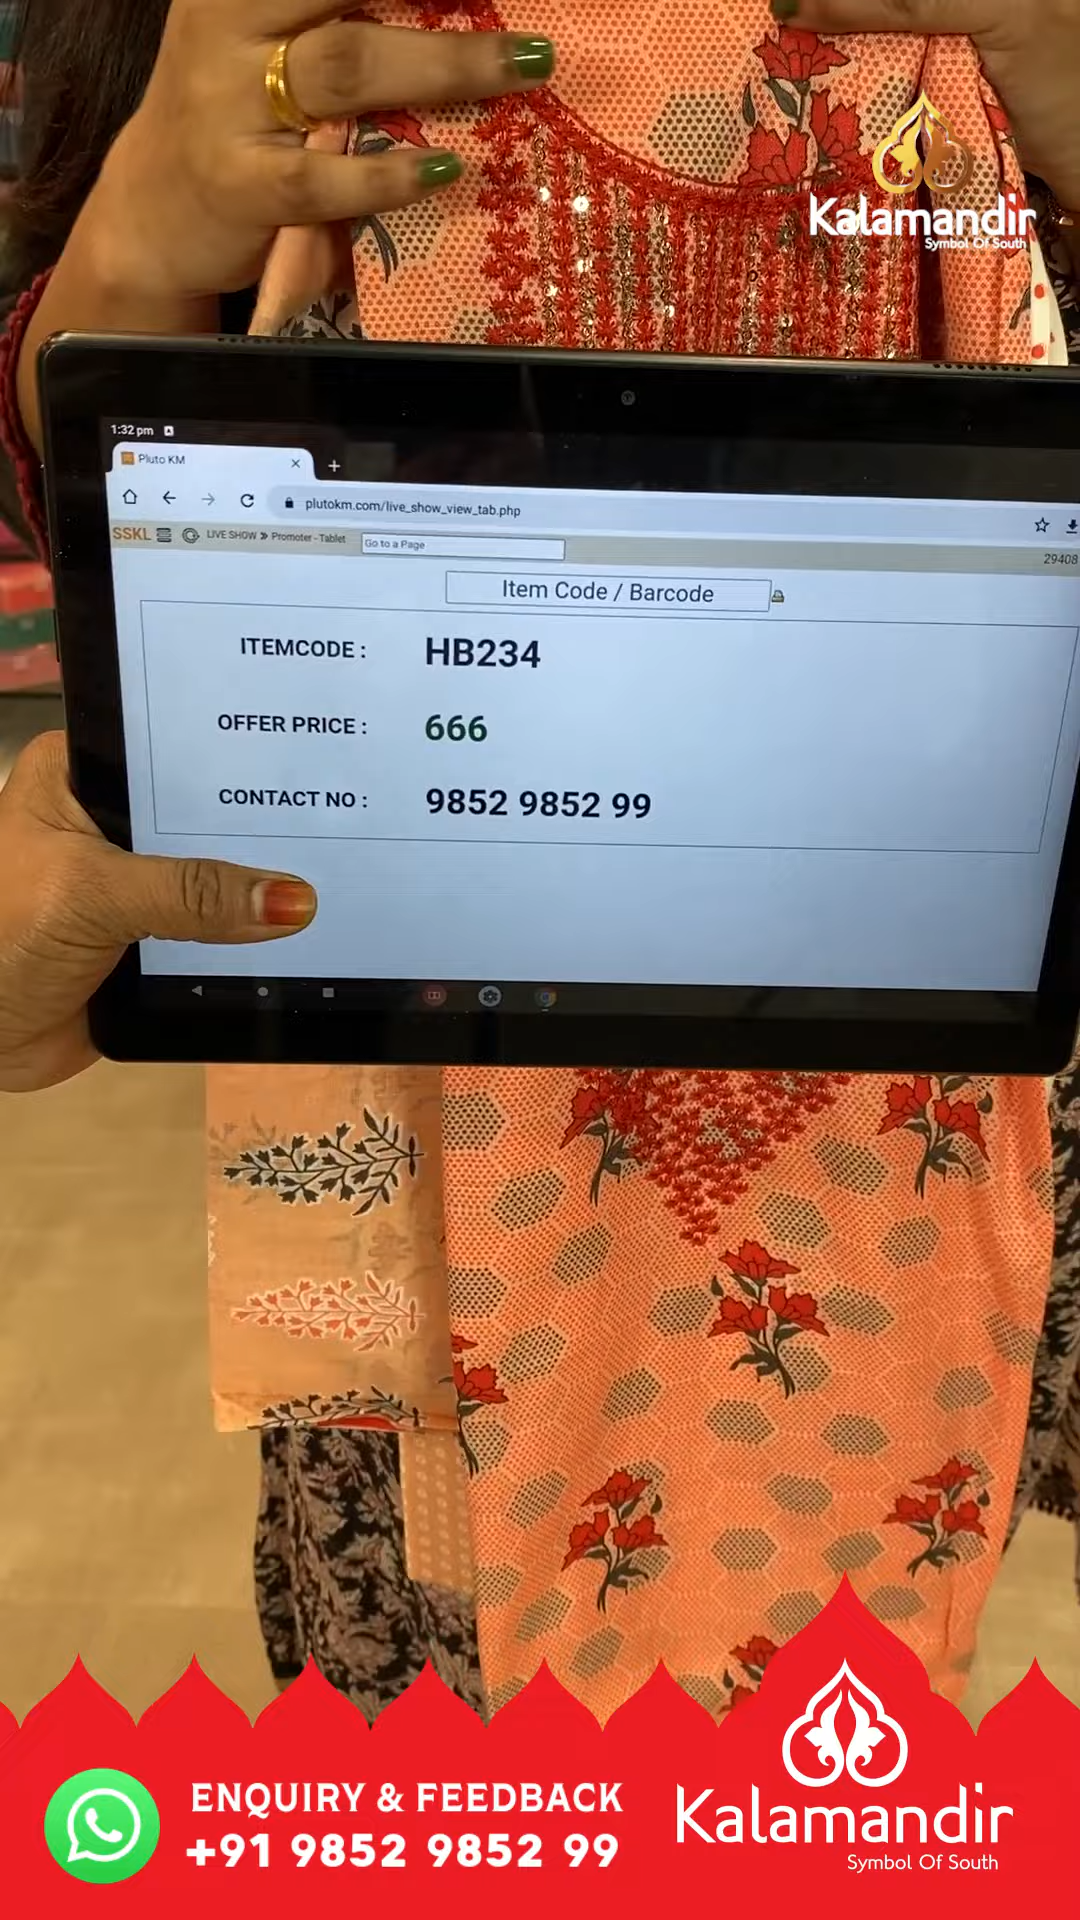 Kalamandir
Symbol Of South
1:32 pm
Pluto KM
plutokm.com/live_show_view_tab.php
SSKL LIVE SHOW » Promoter - Tablet Go to a Page
29408
Item Code / Barcode
ITEMCODE : HB234
OFFER PRICE : 666
CONTACT NO : 9852 9852 99
ENQUIRY & FEEDBACK
+91 9852 9852 99
Kalamandir
Symbol Of South